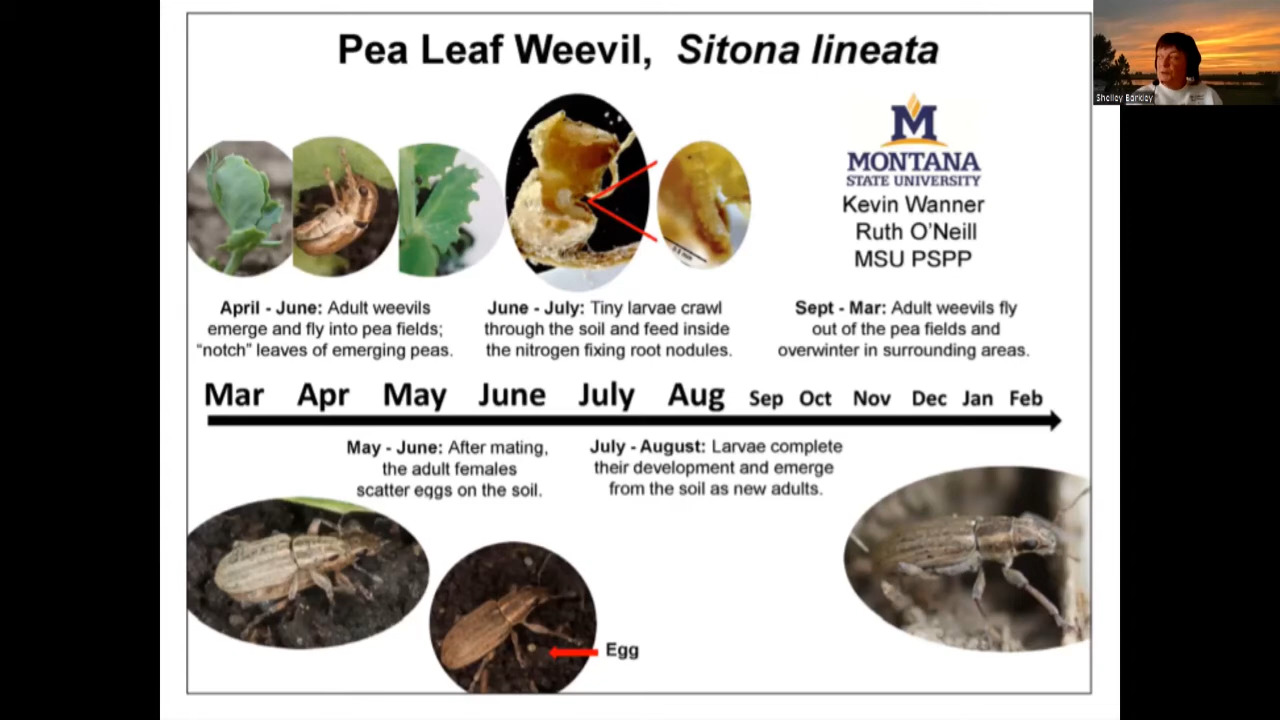 Pea Leaf Weevil, Sitona lineata
Shelley Barkley
M
MONTANA
STATE UNIVERSITY
Kevin Wanner
Ruth O'Neill
MSU PSPP
April - June: Adult weevils
emerge and fly into pea fields;
“notch” leaves of emerging peas.
June - July: Tiny larvae crawl
through the soil and feed inside
the nitrogen fixing root nodules.
Sept - Mar: Adult weevils fly
out of the pea fields and
overwinter in surrounding areas.
Mar Apr May June July Aug Sep Oct Nov Dec Jan Feb
May - June: After mating,
the adult females
scatter eggs on the soil.
July - August: Larvae complete
their development and emerge
from the soil as new adults.
Egg